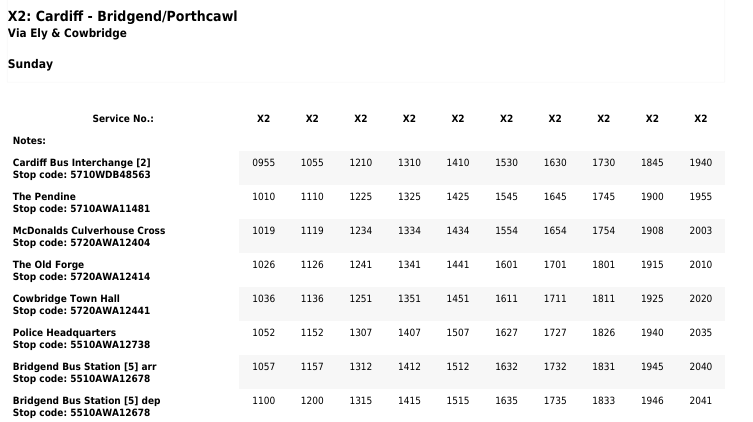 X2: Cardiff - Bridgend/Porthcawl
Via Ely & Cowbridge
Sunday
Service No.: X2 X2 X2 X2 X2 X2 X2 X2 X2 X2
Notes:
Cardiff Bus Interchange [2] 0955 1055 1210 1310 1410 1530 1630 1730 1845 1940
Stop code: 5710WDB48563
The Pendine 1010 1110 1225 1325 1425 1545 1645 1745 1900 1955
Stop code: 5710AWA11481
McDonalds Culverhouse Cross 1019 1119 1234 1334 1434 1554 1654 1754 1908 2003
Stop code: 5720AWA12404
The Old Forge 1026 1126 1241 1341 1441 1601 1701 1801 1915 2010
Stop code: 5720AWA12414
Cowbridge Town Hall 1036 1136 1251 1351 1451 1611 1711 1811 1925 2020
Stop code: 5720AWA12441
Police Headquarters 1052 1152 1307 1407 1507 1627 1727 1826 1940 2035
Stop code: 5510AWA12738
Bridgend Bus Station [5] arr 1057 1157 1312 1412 1512 1632 1732 1831 1945 2040
Stop code: 5510AWA12678
Bridgend Bus Station [5] dep 1100 1200 1315 1415 1515 1635 1735 1833 1946 2041
Stop code: 5510AWA12678